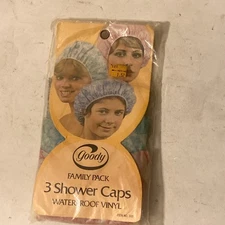 Goody
FAMILY PACK
3 Shower Caps
WATERPROOF VINYL